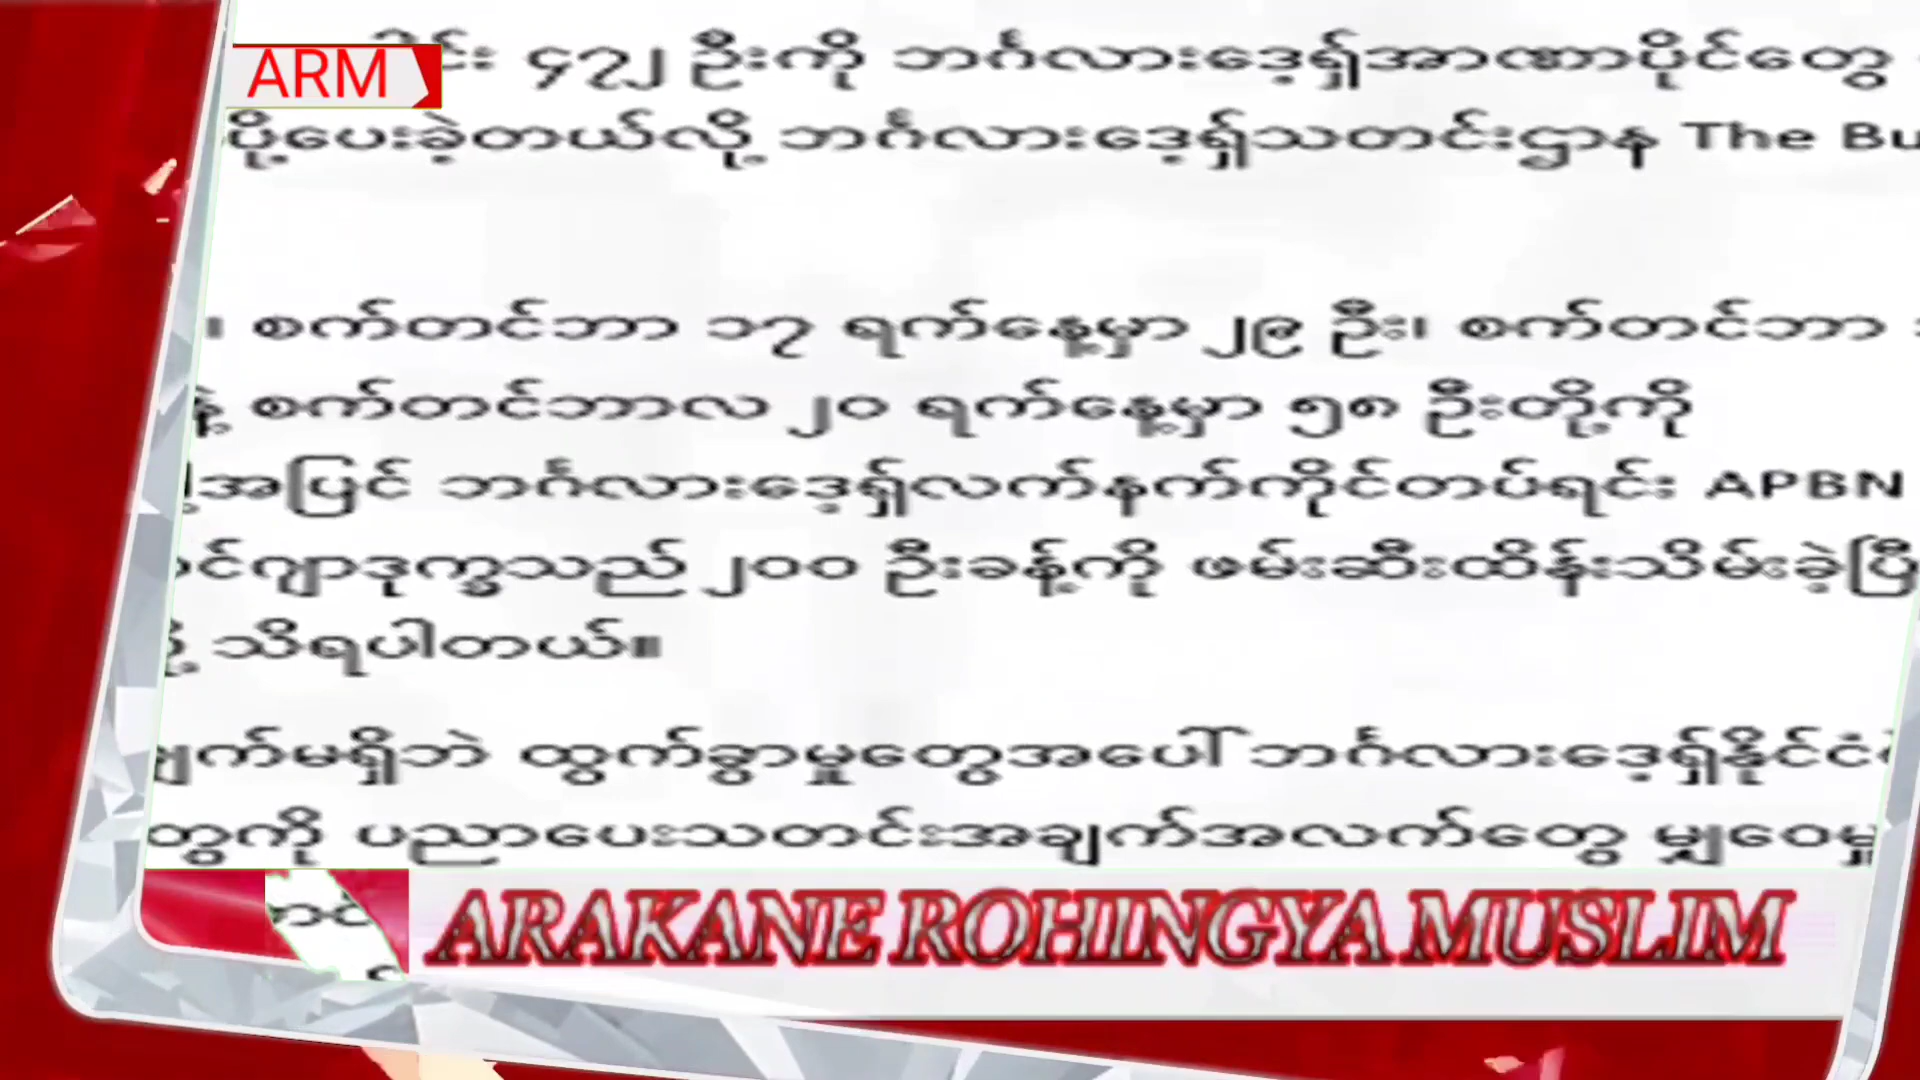 ARM
၄၇၂ ဦးကို ဘင်္ဂလားဒေ့ရှ်အာဏာပိုင်တွေ
ပို့ပေးခဲ့တယ်လို့ ဘင်္ဂလားဒေ့ရှ်သတင်းဌာန The Bu
စက်တင်ဘာ ၁၇ ရက်နေ့မှာ ၂၉ ဦး၊ စက်တင်ဘာ
နဲ့ စက်တင်ဘာလ ၂၀ ရက်နေ့မှာ ၅၈ ဦးတို့ကို
အပြင် ဘင်္ဂလားဒေ့ရှ်လက်နက်ကိုင်တပ်ရင်း APBN
င်ဂျာဒုက္ခသည် ၂၀၀ ဦးခန့်ကို ဖမ်းဆီးထိန်းသိမ်းခဲ့ပြီ
သိရပါတယ်။
ချက်မရှိဘဲ ထွက်ခွာမှုတွေအပေါ် ဘင်္ဂလားဒေ့ရှ်နိုင်ငံ
တွေကို ပညာပေးသတင်းအချက်အလက်တွေ မျှဝေမှု
ARAKANE ROHINGYA MUSLIM